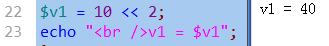 22 $v1 = 10 << 2;
23 echo "<br />v1 = $v1";
v1 = 40